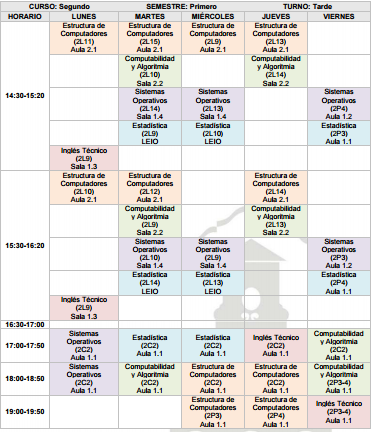 CURSO: Segundo SEMESTRE: Primero TURNO: Tarde
HORARIO LUNES MARTES MIÉRCOLES JUEVES VIERNES
14:30-15:20
Estructura de Computadores (2L11) Aula 2.1
Estructura de Computadores (2L15) Aula 2.1
Estructura de Computadores (2L9) Aula 2.1
Estructura de Computadores (2L13) Aula 2.1
Computabilidad y Algoritmia (2L10) Sala 2.2
Computabilidad y Algoritmia (2L14) Sala 2.2
Sistemas Operativos (2L14) Sala 1.4
Sistemas Operativos (2L13) Sala 1.4
Sistemas Operativos (2P4) Aula 1.2
Estadística (2L9) LEIO
Estadística (2L10) LEIO
Estadística (2P3) Aula 1.1
Inglés Técnico (2L9) Sala 1.3
15:30-16:20
Estructura de Computadores (2L10) Aula 2.1
Estructura de Computadores (2L12) Aula 2.1
Estructura de Computadores (2L14) Aula 2.1
Computabilidad y Algoritmia (2L9) Sala 2.2
Computabilidad y Algoritmia (2L13) Sala 2.2
Sistemas Operativos (2L10) Sala 1.4
Sistemas Operativos (2L9) Sala 1.4
Sistemas Operativos (2P3) Aula 1.2
Estadística (2L14) LEIO
Estadística (2L13) LEIO
Estadística (2P4) Aula 1.1
Inglés Técnico (2L9) Sala 1.3
16:30-17:00
17:00-17:50
Sistemas Operativos (2C2) Aula 1.1
Estadística (2C2) Aula 1.1
Estadística (2C2) Aula 1.1
Inglés Técnico (2C2) Aula 1.1
Computabilidad y Algoritmia (2C2) Aula 1.1
18:00-18:50
Sistemas Operativos (2C2) Aula 1.1
Computabilidad y Algoritmia (2C2) Aula 1.1
Estructura de Computadores (2C2) Aula 1.1
Estructura de Computadores (2C2) Aula 1.1
Computabilidad y Algoritmia (2P3-4) Aula 1.1
19:00-19:50
Estructura de Computadores (2P3) Aula 1.1
Estructura de Computadores (2P4) Aula 1.1
Inglés Técnico (2P3-4) Aula 1.1